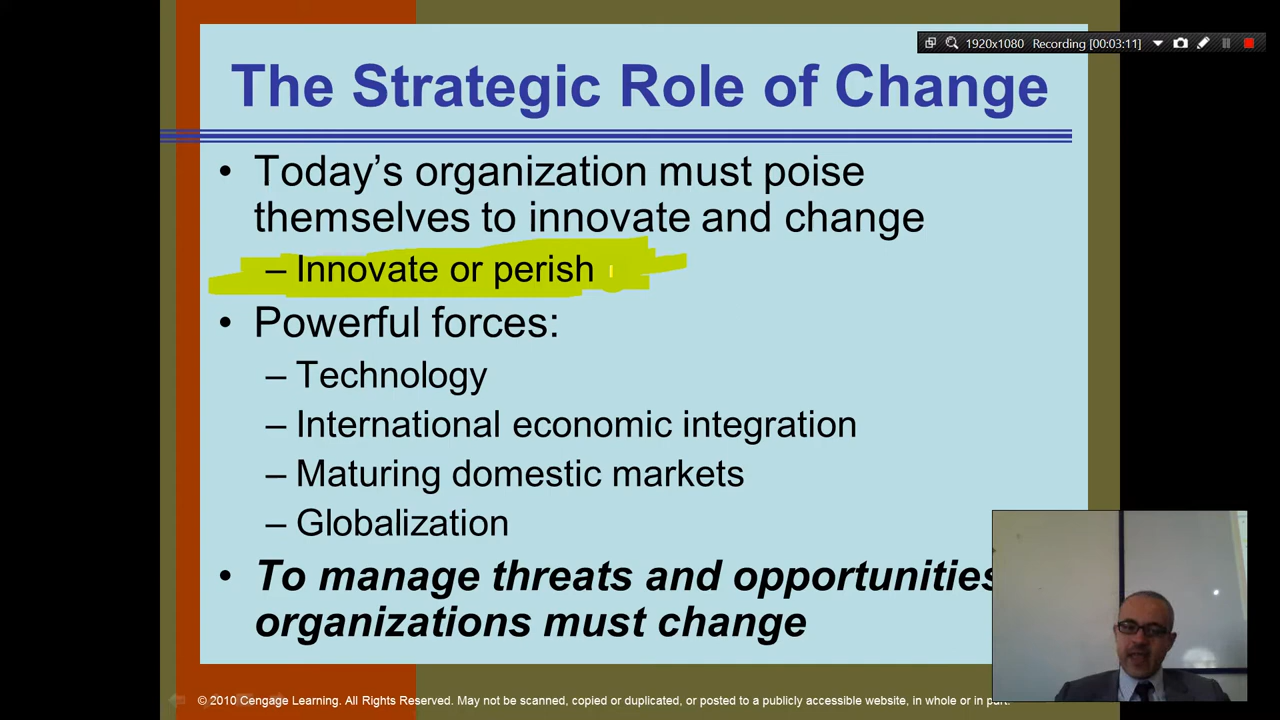 1920x1080 Recording [00:03:11]
The Strategic Role of Change
• Today's organization must poise
themselves to innovate and change
– Innovate or perish
• Powerful forces:
– Technology
– International economic integration
– Maturing domestic markets
– Globalization
• To manage threats and opportunities
organizations must change
© 2010 Cengage Learning. All Rights Reserved. May not be scanned, copied or duplicated, or posted to a publicly accessible website, in whole or in part.